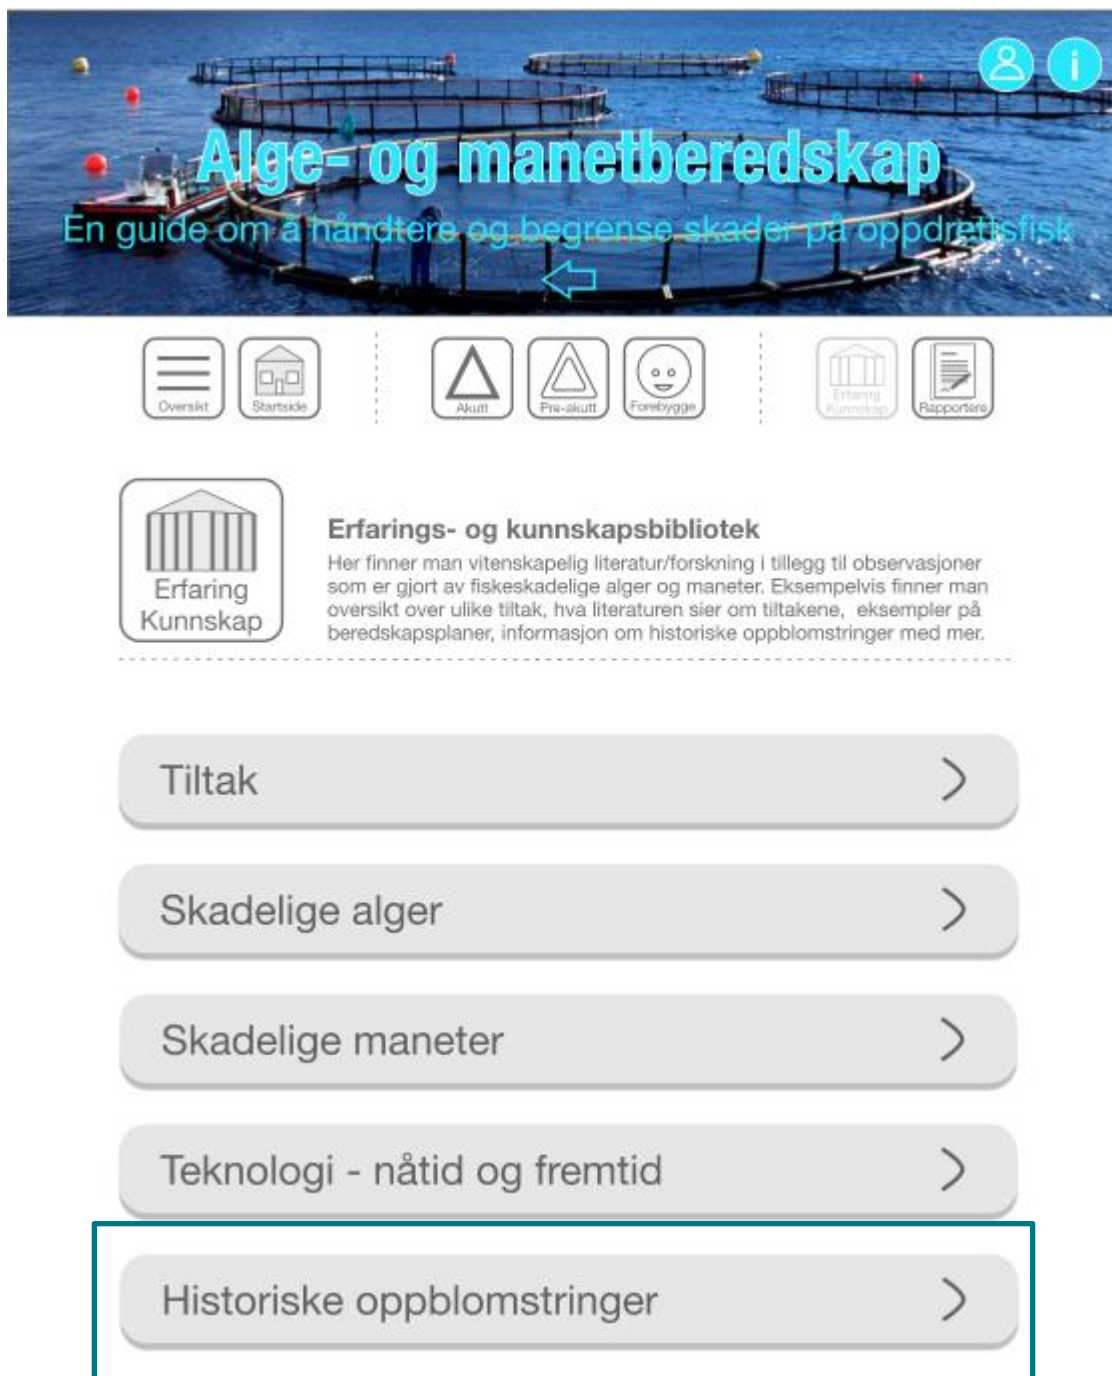 Alge- og manetberedskap
En guide om å håndtere og begrense skader på oppdrettsfisk
Oversikt
Startside
Akutt
Pre-akutt
Forebygge
Erfaring
Kunnskap
Rapportere
Erfaring
Kunnskap
Erfarings- og kunnskapsbibliotek
Her finner man vitenskapelig literatur/forskning i tillegg til observasjoner
som er gjort av fiskeskadelige alger og maneter. Eksempelvis finner man
oversikt over ulike tiltak, hva literaturen sier om tiltakene, eksempler på
beredskapsplaner, informasjon om historiske oppblomstringer med mer.
Tiltak
Skadelige alger
Skadelige maneter
Teknologi - nåtid og fremtid
Historiske oppblomstringer